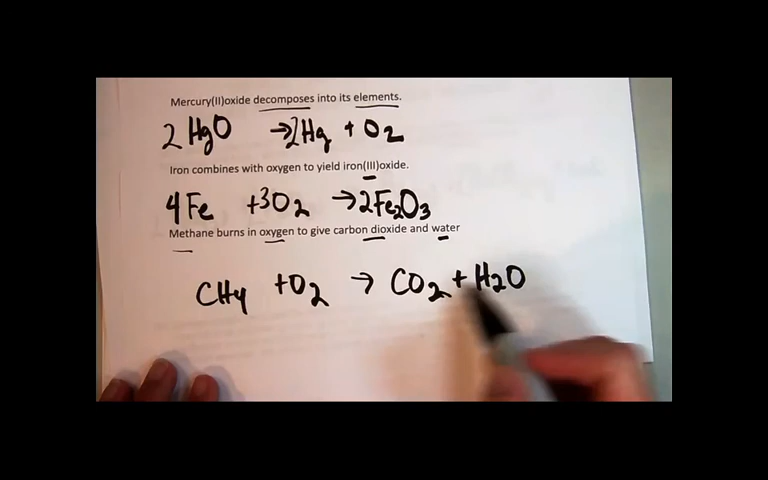 Mercury(II)oxide decomposes into its elements.
2 HgO → 2Hg + O2
Iron combines with oxygen to yield iron(III)oxide.
4Fe + 3O2 → 2Fe2O3
Methane burns in oxygen to give carbon dioxide and water
CH4 + O2 → CO2 + H2O